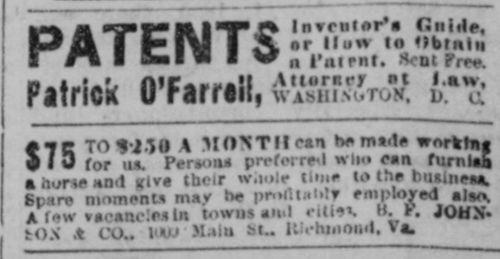 PATENTS Inventor's Guide,
or How to Obtain
a Patent. Sent Free.
Patrick O'Farrell, Attorney at Law,
WASHINGTON, D. C.
$75 TO $250 A MONTH can be made working
for us. Persons preferred who can furnish
a horse and give their whole time to the business.
Spare moments may be profitably employed also.
A few vacancies in towns and cities. B. F. JOHN-
SON & CO., 1009 Main St., Richmond, Va.